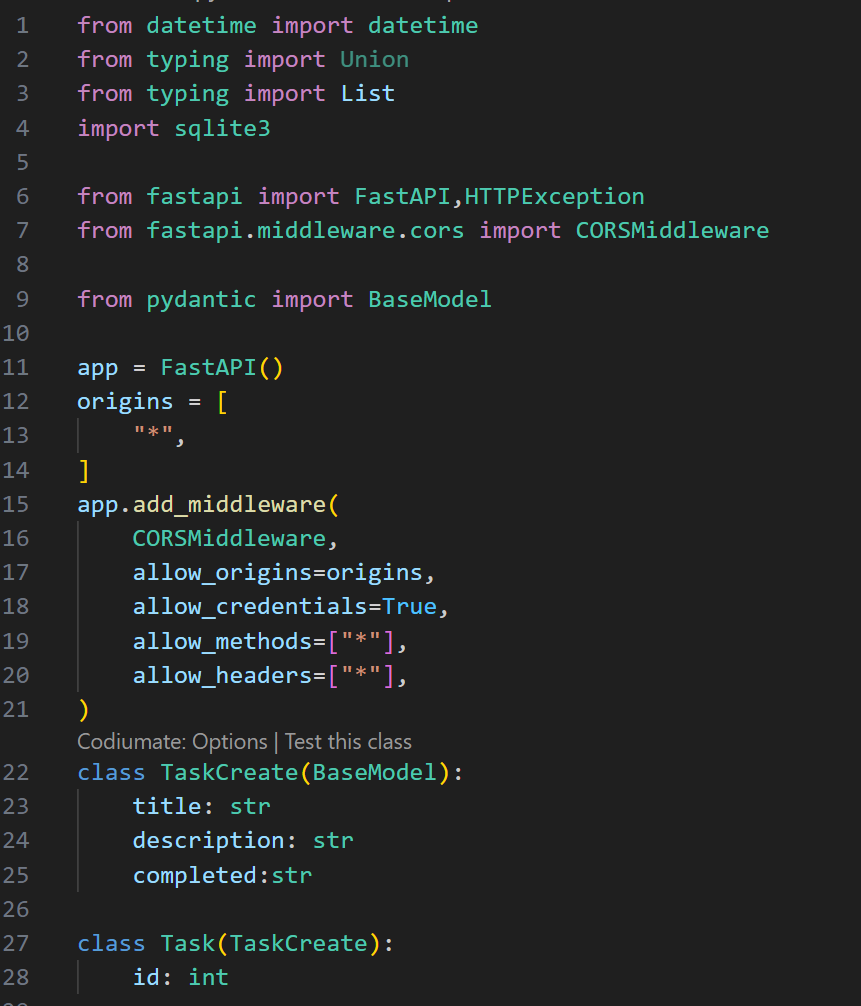 1 from datetime import datetime
2 from typing import Union
3 from typing import List
4 import sqlite3
5
6 from fastapi import FastAPI,HTTPException
7 from fastapi.middleware.cors import CORSMiddleware
8
9 from pydantic import BaseModel
10
11 app = FastAPI()
12 origins = [
13     "*",
14 ]
15 app.add_middleware(
16     CORSMiddleware,
17     allow_origins=origins,
18     allow_credentials=True,
19     allow_methods=["*"],
20     allow_headers=["*"],
21 )
Codiumate: Options | Test this class
22 class TaskCreate(BaseModel):
23     title: str
24     description: str
25     completed:str
26
27 class Task(TaskCreate):
28     id: int